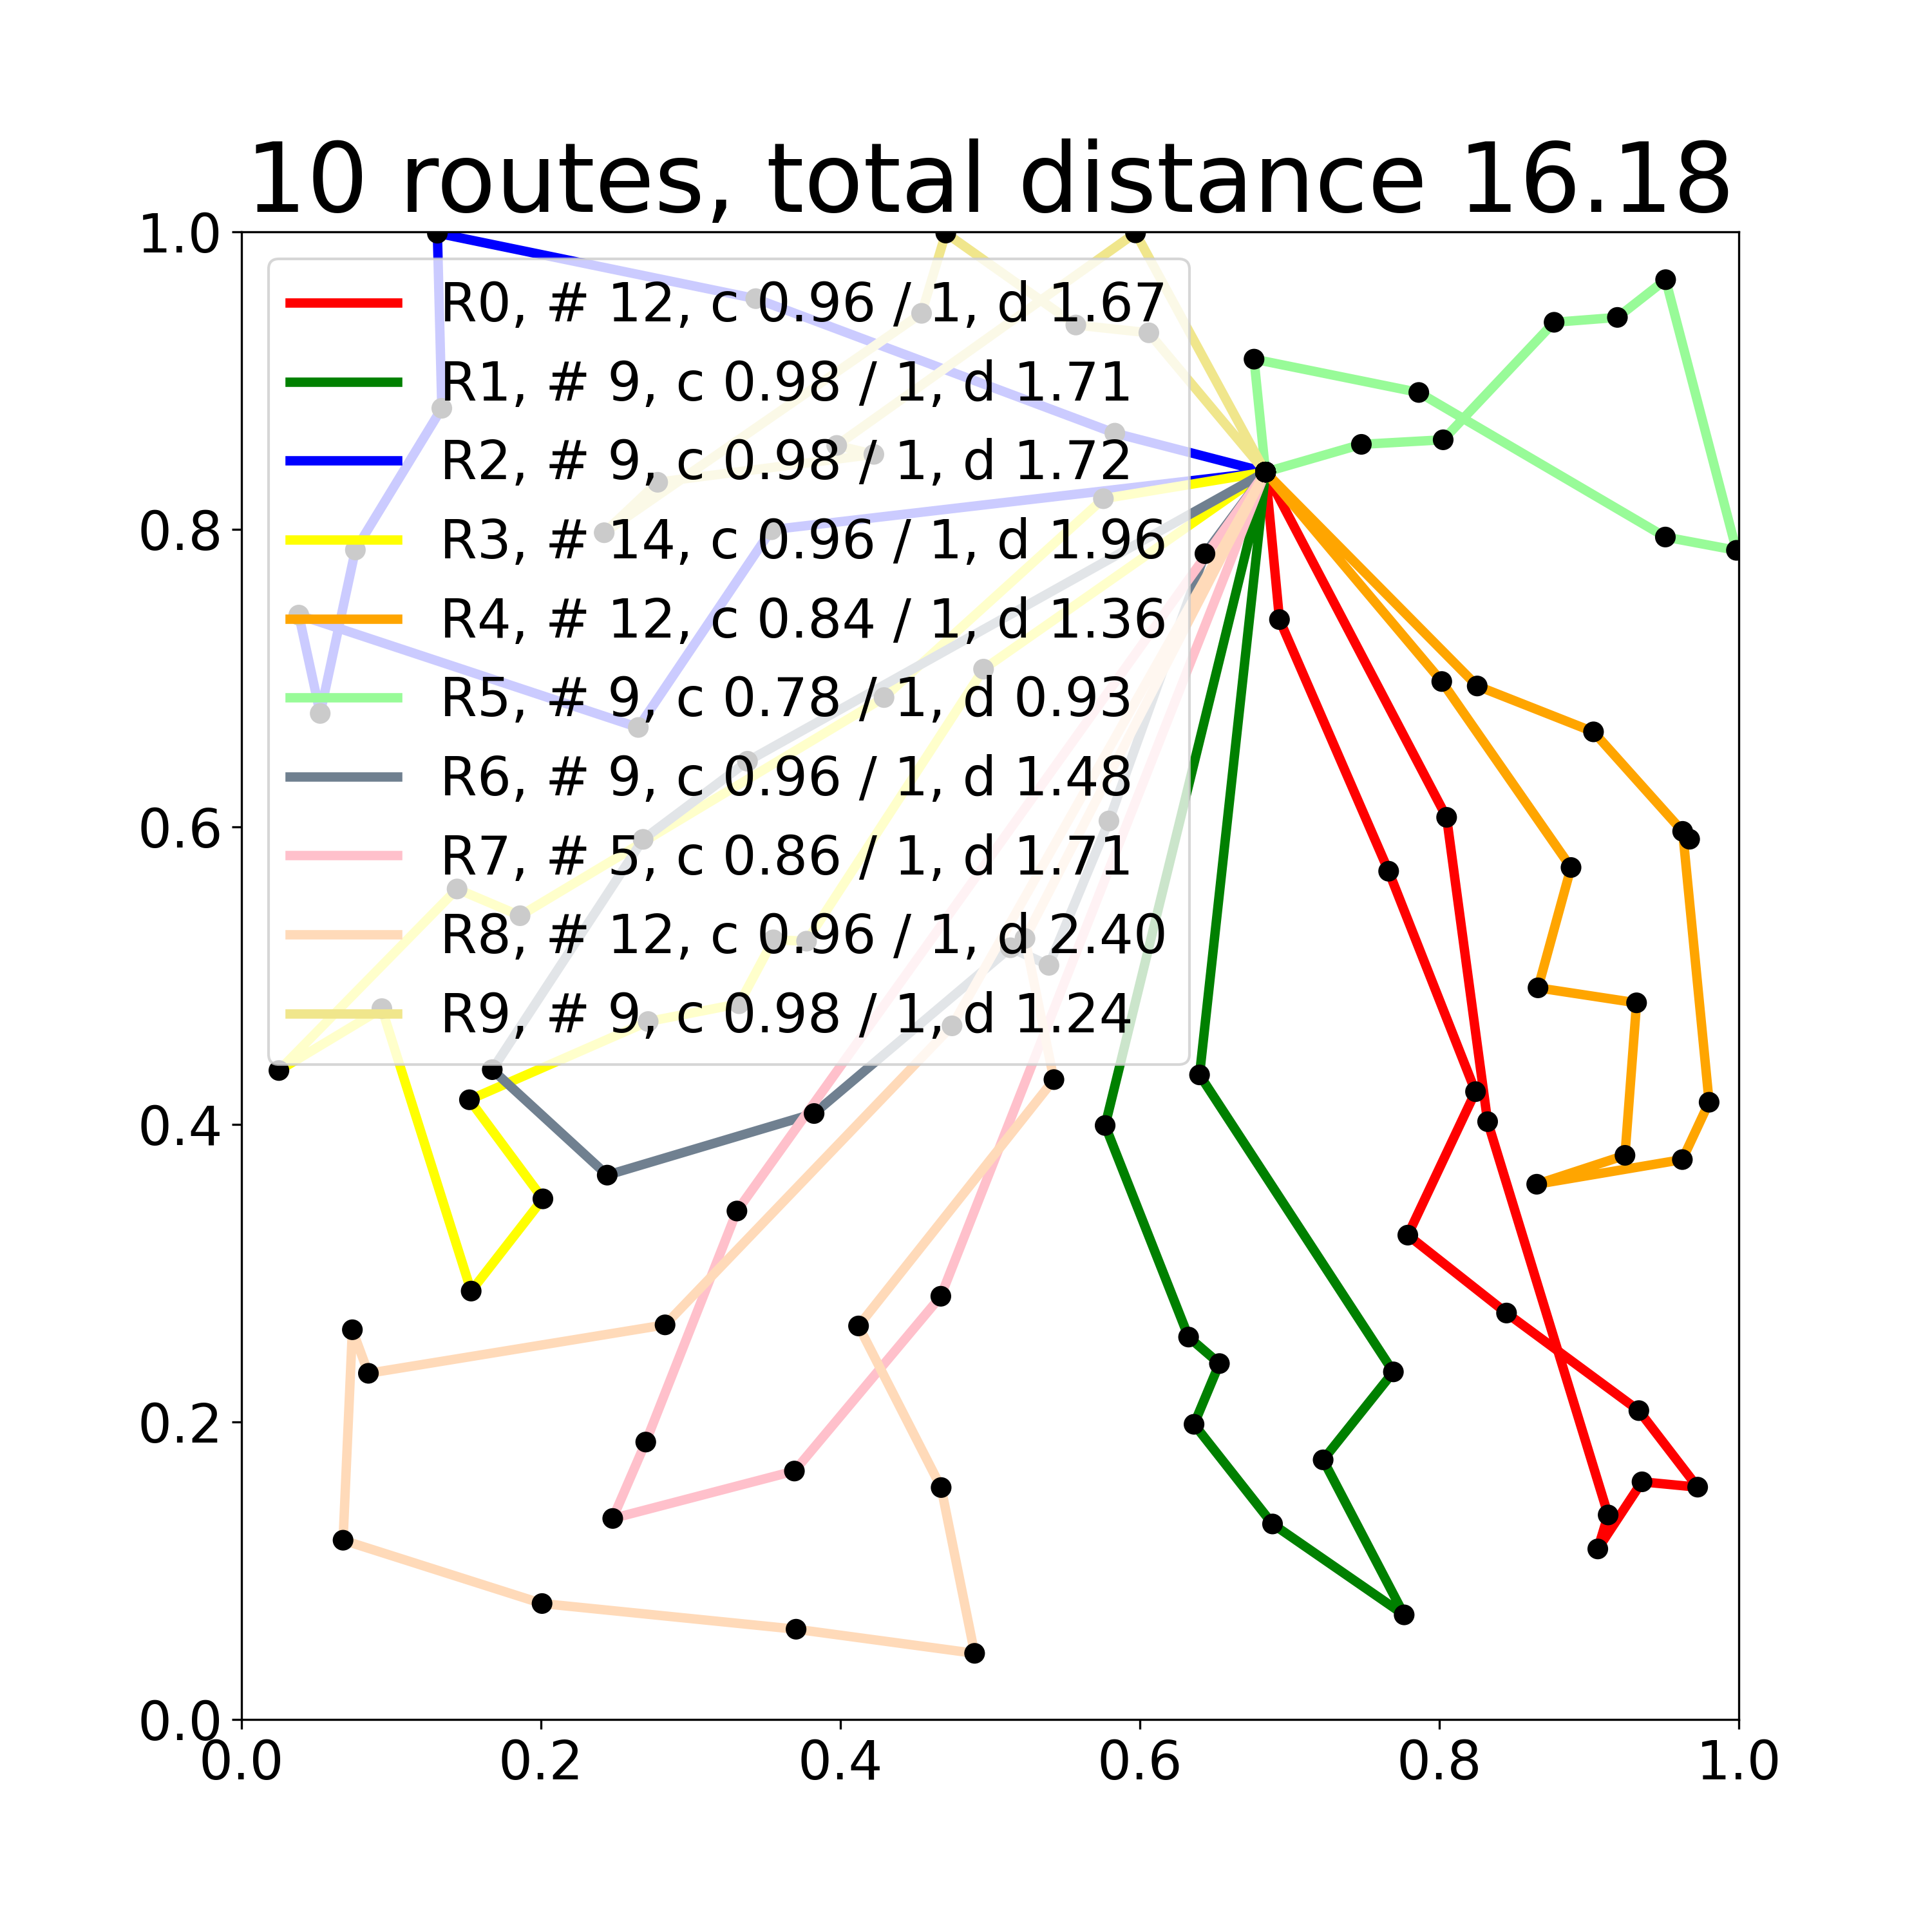 10 routes, total distance 16.18
1.0
0.8
0.6
0.4
0.2
0.0
R0, # 12, c 0.96 / 1, d 1.67
R1, # 9, c 0.98 / 1, d 1.71
R2, # 9, c 0.98 / 1, d 1.72
R3, # 14, c 0.96 / 1, d 1.96
R4, # 12, c 0.84 / 1, d 1.36
R5, # 9, c 0.78 / 1, d 0.93
R6, # 9, c 0.96 / 1, d 1.48
R7, # 5, c 0.86 / 1, d 1.71
R8, # 12, c 0.96 / 1, d 2.40
R9, # 9, c 0.98 / 1, d 1.24
0.0 0.2 0.4 0.6 0.8 1.0